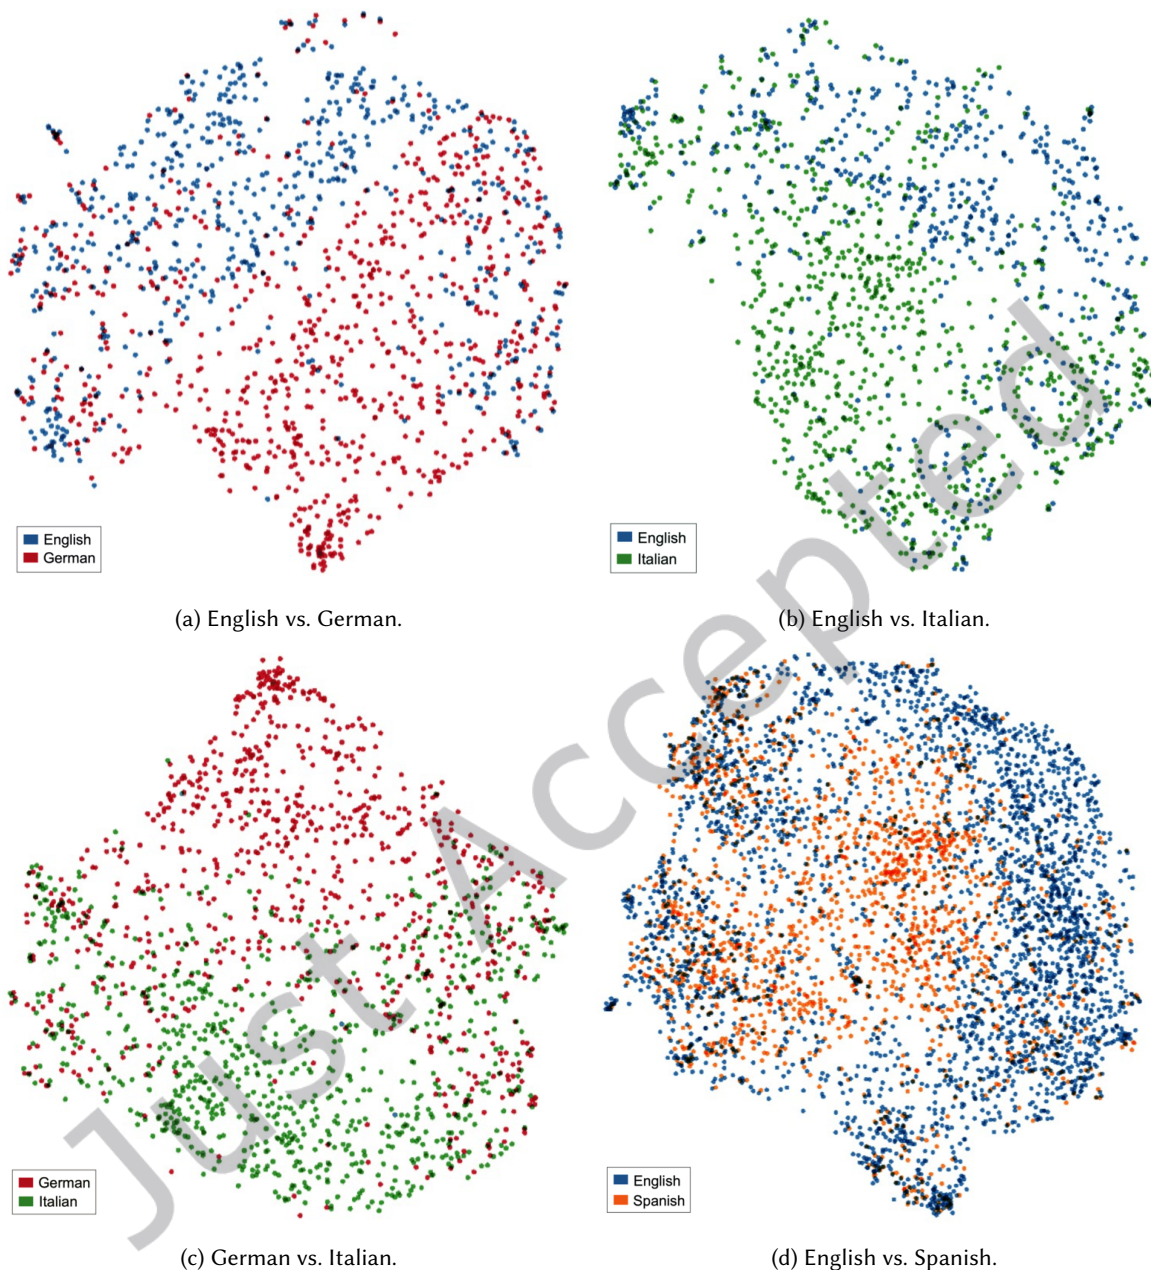 English
German
English
Italian
(a) English vs. German.
(b) English vs. Italian.
German
Italian
English
Spanish
(c) German vs. Italian.
(d) English vs. Spanish.
Just Accepted